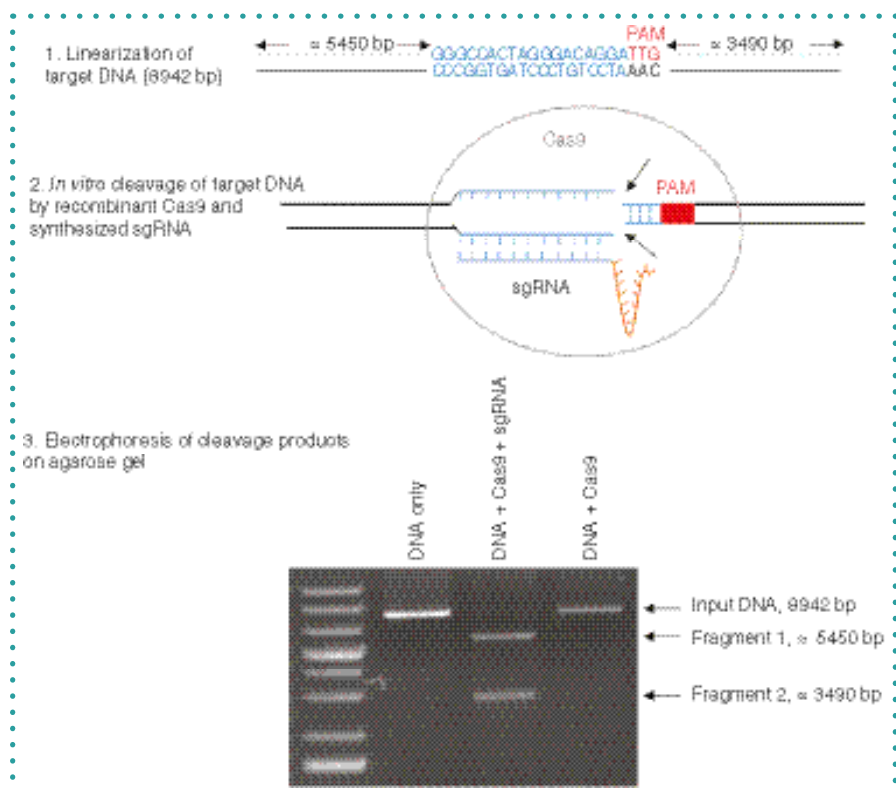 PAM
1. Linearization of
target DNA (8942 bp)
≈ 5450 bp
GGGCCACTAGGGACAGGATTG
≈ 3490 bp
CCCGGTGATCCCTGTCCTAAAC
Cas9
2. In vitro cleavage of target DNA
by recombinant Cas9 and
synthesized sgRNA
PAM
sgRNA
3. Electrophoresis of cleavage products
on agarose gel
DNA only
DNA + Cas9 + sgRNA
DNA + Cas9
Input DNA, 8942 bp
Fragment 1, ≈ 5450 bp
Fragment 2, ≈ 3490 bp